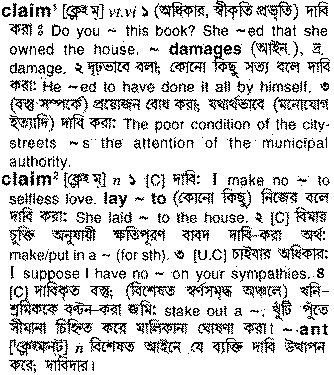 claim¹ [ক্লেইম্] vt.vi ১ (অধিকার, স্বীকৃতি প্রভৃতি) দাবি
করা: Do you ~ this book? She ~ed that she
owned the house. ~ damages (আইন.), দ্র.
damage. ২ দৃঢ়ভাবে বলা; কোনো কিছু সত্য বলে দাবি
করা: He ~ed to have done it all by himself. ৩
(বস্তু সম্পর্কে) প্রয়োজন বোধ করা; যথার্থভাবে (মনোযোগ
ইত্যাদি) দাবি করা: The poor condition of the city-
streets ~s the attention of the municipal
authority.
claim² [ক্লেইম্] n ১ [C] দাবি: I make no ~ to
selfless love. lay ~ to (কোনো কিছু) নিজের বলে
দাবি করা: She laid ~ to the house. ২ [C] বিমার
চুক্তি অনুযায়ী ক্ষতিপূরণ বাবদ দাবি-করা অর্থ:
make/put in a ~ (for sth). ৩ [U.C] চাইবার অধিকার:
I suppose I have no ~ on your sympathies. ৪
[C] দাবিকৃত বস্তু; (বিশেষত স্বর্ণসমৃদ্ধ অঞ্চলে) খনি-
শ্রমিককে বণ্টন-করা জমি: stake out a ~, খুঁটি পুঁতে
সীমানা চিহ্নিত করে মালিকানা ঘোষণা করা। ~·ant
[ক্লেইমান্ট্] n বিশেষত আইনে যে ব্যক্তি দাবি উত্থাপন
করে; দাবিদার।